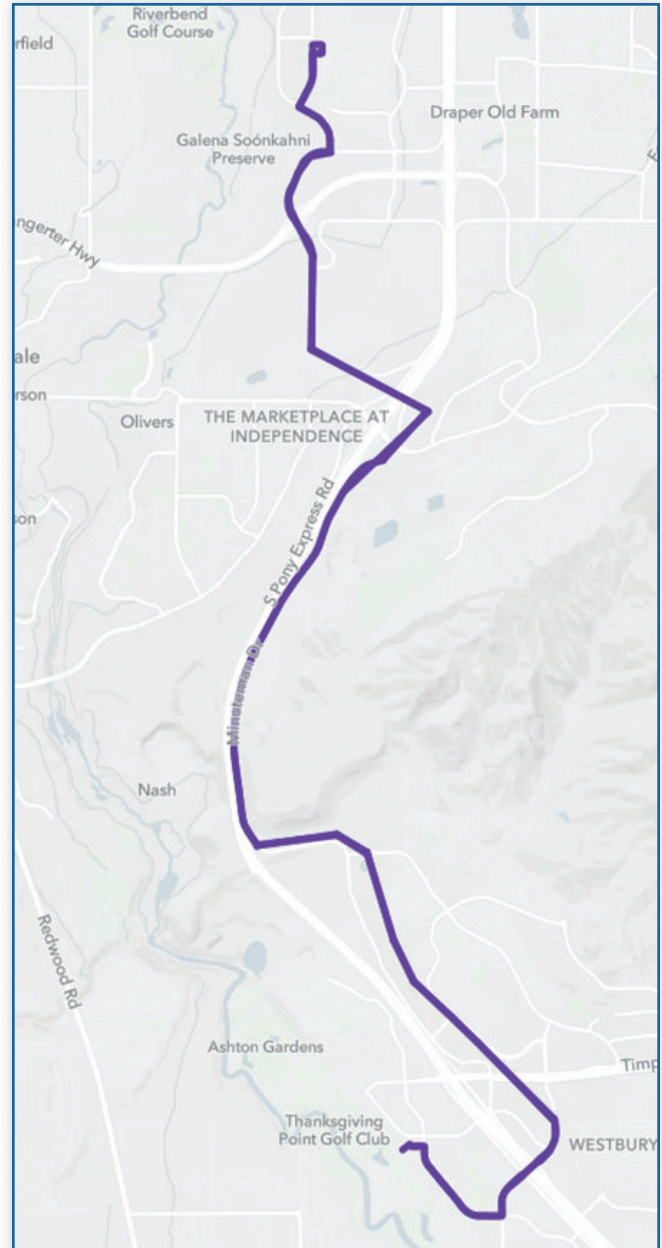 Riverbend
Golf Course
rfield
Draper Old Farm
Galena Soónkahni
Preserve
ngerter Hwy
ale
rson
Olivers
THE MARKETPLACE AT
INDEPENDENCE
son
S Pony Express Rd
Minuteman Dr
Nash
Redwood Rd
Ashton Gardens
Timp
Thanksgiving
Point Golf Club
WESTBURY